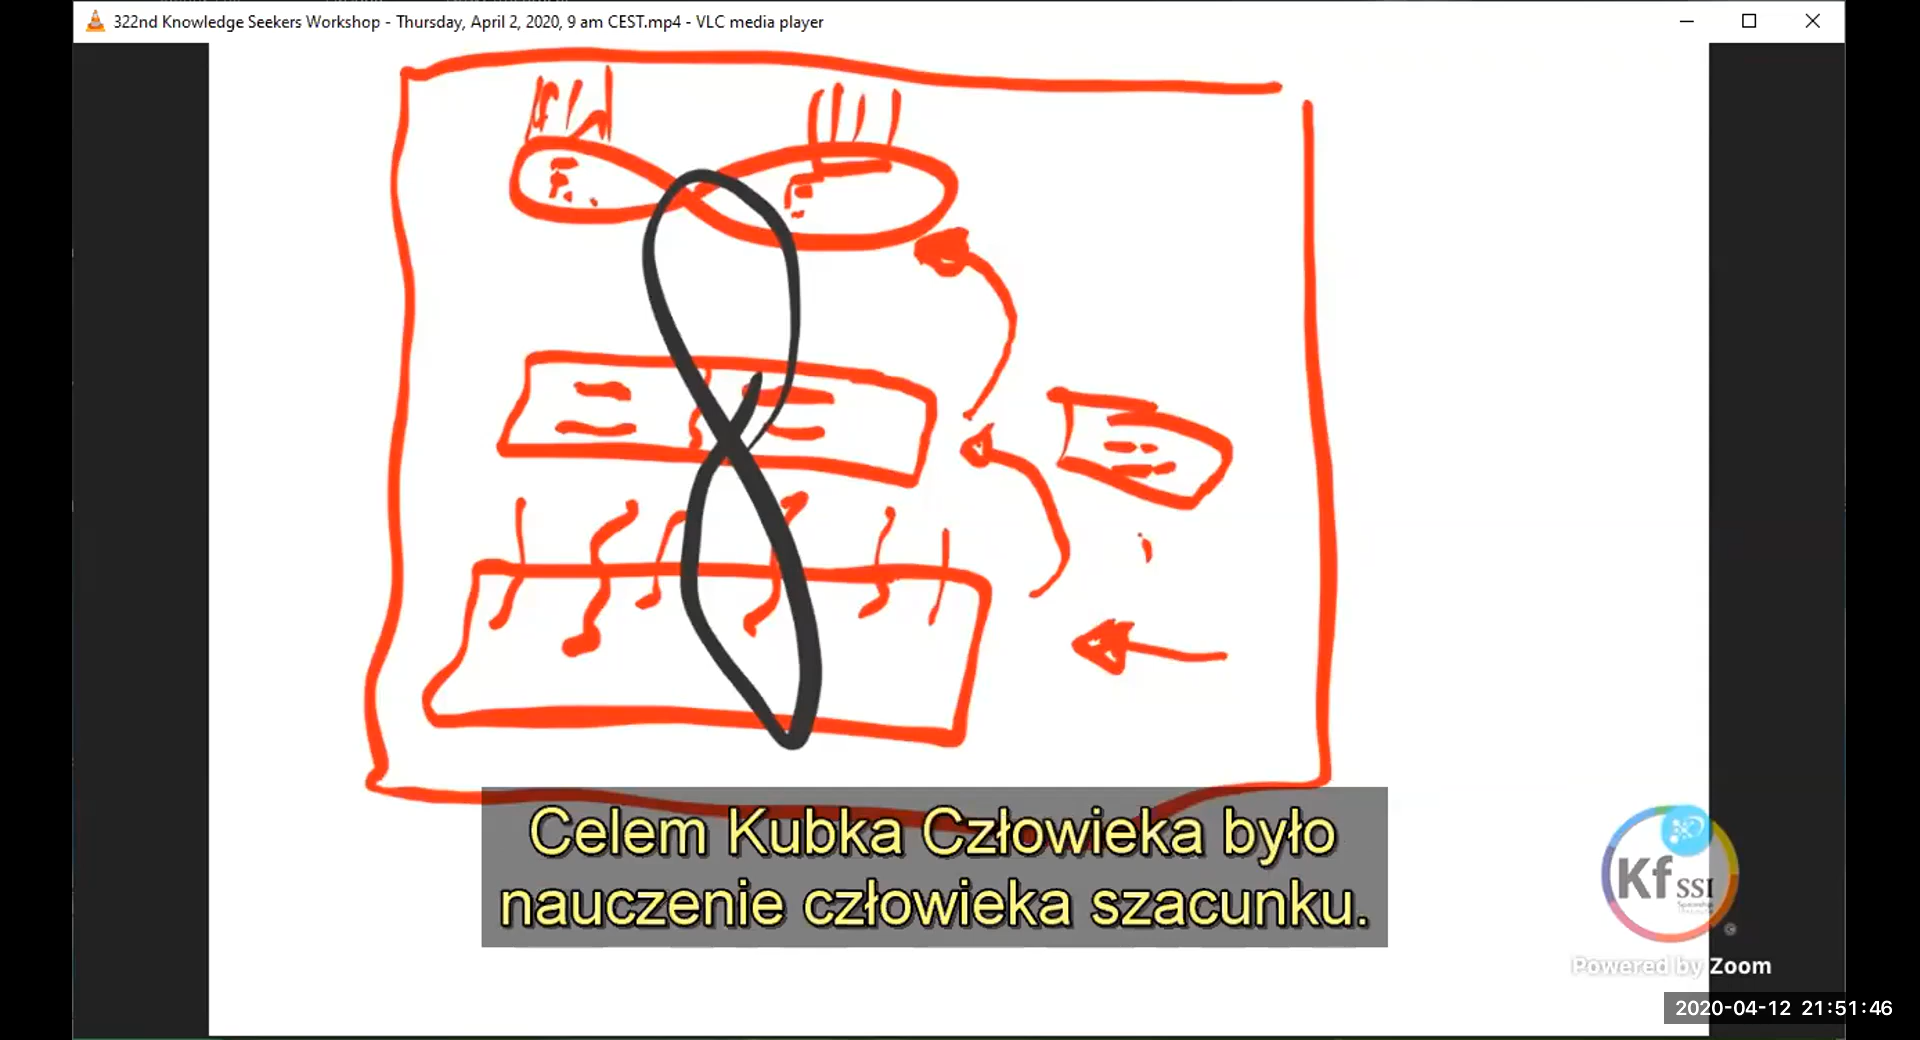 322nd Knowledge Seekers Workshop - Thursday, April 2, 2020, 9 am CEST.mp4 - VLC media player
Celem Kubka Człowieka było
nauczenie człowieka szacunku.
Kf SSI
Powered by Zoom
2020-04-12 21:51:46